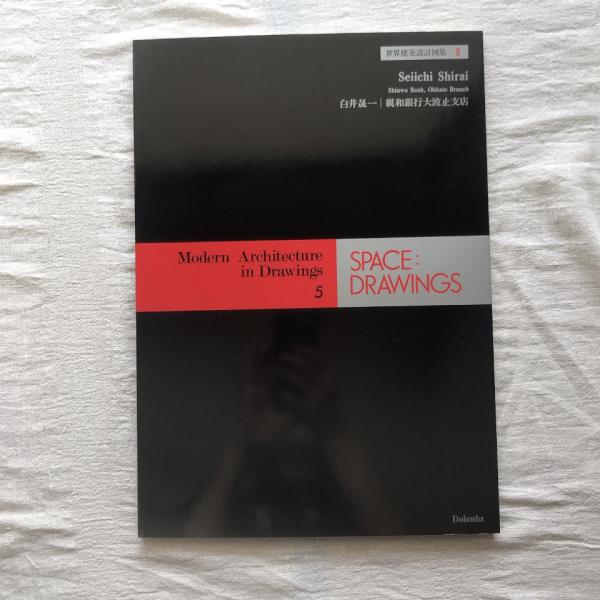 世界建築設計図集 5
Seiichi Shirai
Shinwa Bank, Ohhato Branch
白井晟一|親和銀行大波止支店
Modern Architecture
in Drawings
5
SPACE:
DRAWINGS
Dohosha